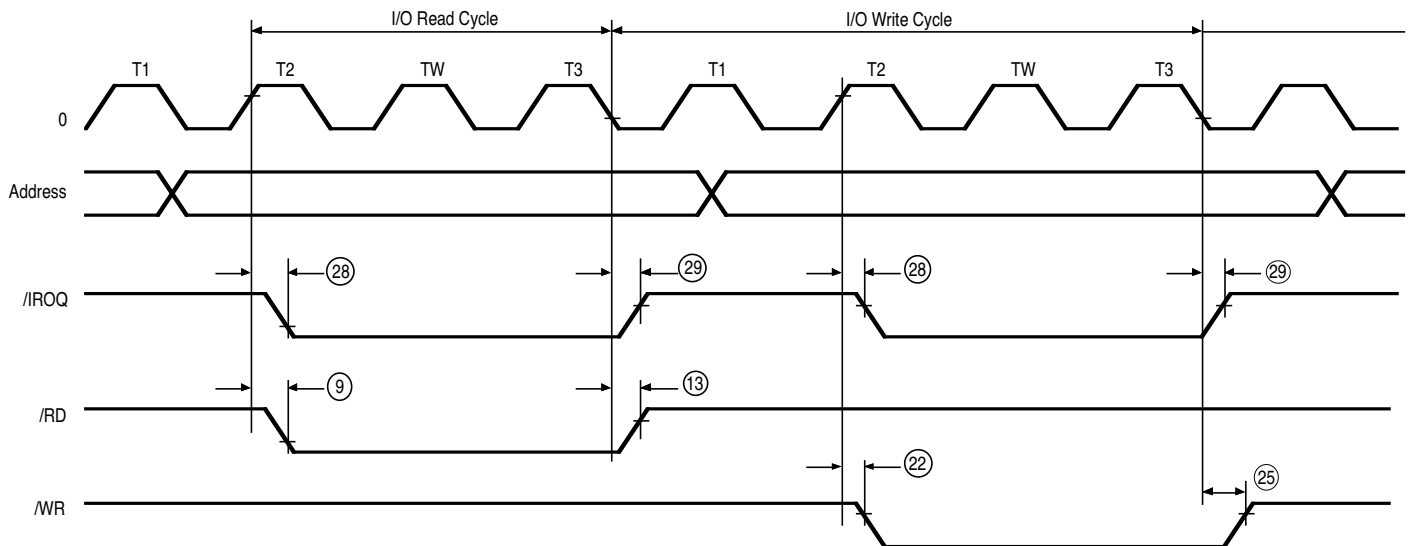 I/O Read Cycle I/O Write Cycle
T1 T2 TW T3 T1 T2 TW T3
0
Address
28 29 28 29
/IROQ
9 13
/RD
22 25
/WR